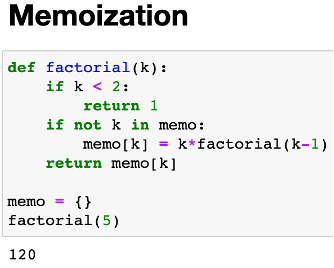 Memoization
def factorial(k):
    if k < 2:
        return 1
    if not k in memo:
        memo[k] = k*factorial(k-1)
    return memo[k]

memo = {}
factorial(5)
120